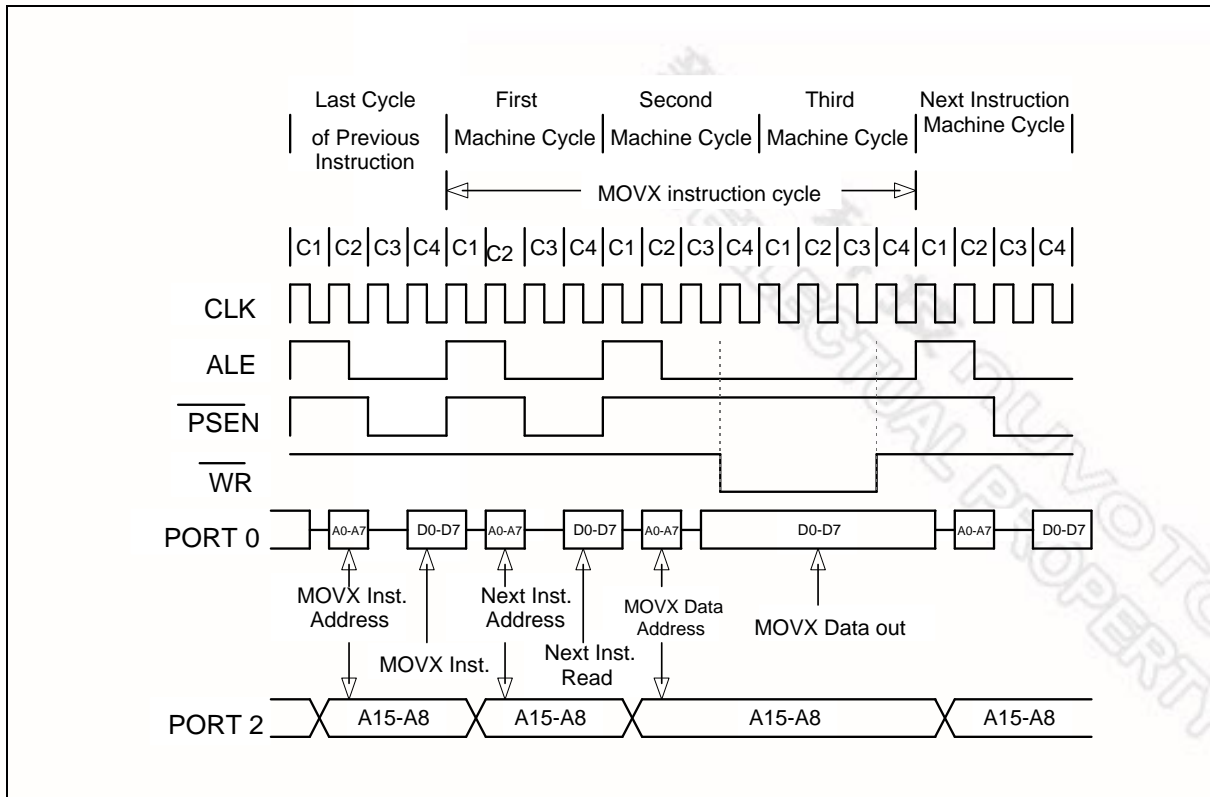 Last Cycle
of Previous
Instruction
First
Machine Cycle
Second
Machine Cycle
Third
Machine Cycle
Next Instruction
Machine Cycle
MOVX instruction cycle
C1 C2 C3 C4 C1 C2 C3 C4 C1 C2 C3 C4 C1 C2 C3 C4 C1 C2 C3 C4
CLK
ALE
PSEN
WR
PORT 0
A0-A7 D0-D7 A0-A7 D0-D7 A0-A7 D0-D7 A0-A7 D0-D7
MOVX Inst.
Address
MOVX Inst.
Next Inst.
Address
Next Inst.
Read
MOVX Data
Address
MOVX Data out
PORT 2
A15-A8 A15-A8 A15-A8 A15-A8
nuvoTo
LECTUAL PROPERTY